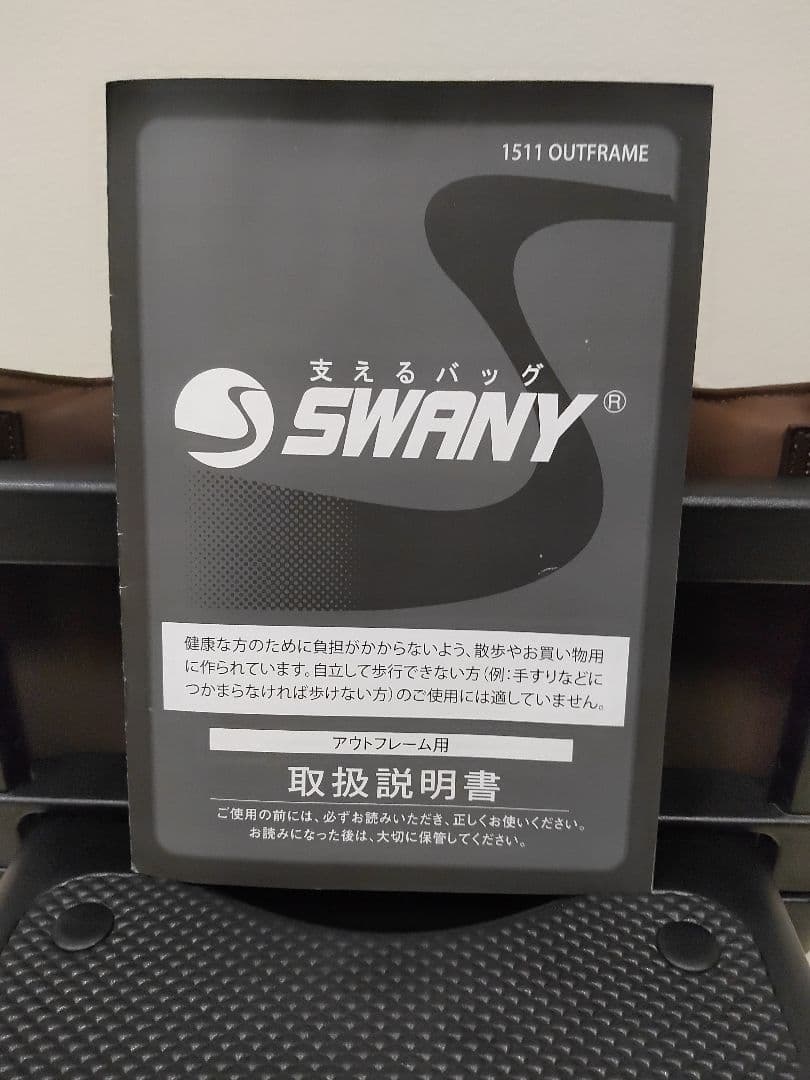 1511 OUTFRAME
支えるバッグ
SWANY®
健康な方のために負担がかからないよう、散歩やお買い物用
に作られています。自立して歩行できない方（例：手すりなどに
つかまらなければ歩けない方）のご使用には適していません。
アウトフレーム用
取扱説明書
ご使用の前には、必ずお読みいただき、正しくお使いください。
お読みになった後は、大切に保管してください。